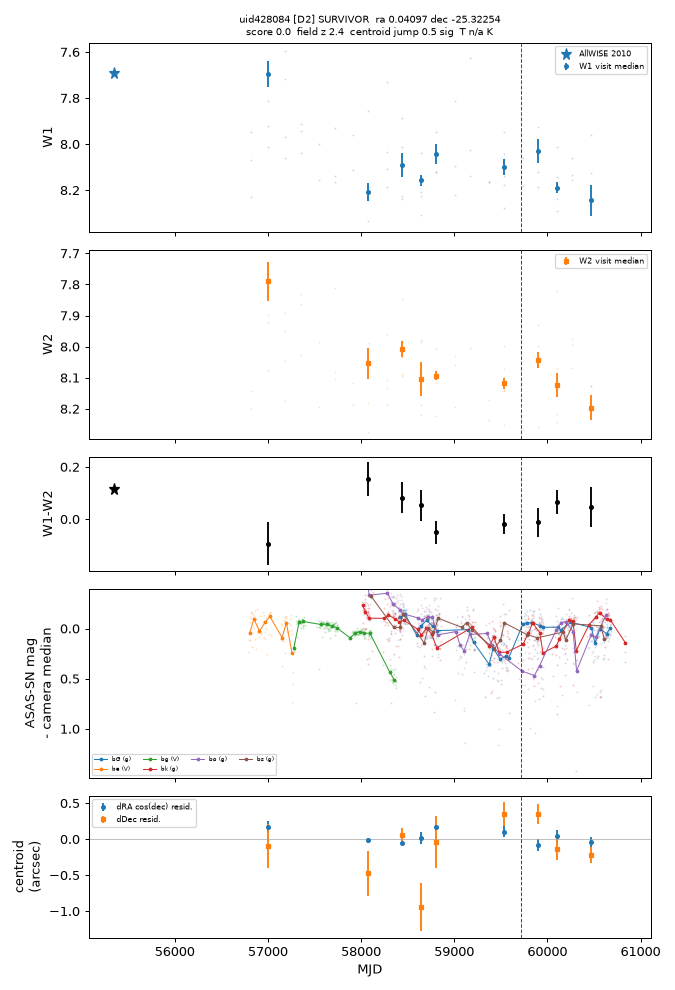 uid428084 [D2] SURVIVOR ra 0.04097 dec -25.32254
score 0.0 field z 2.4 centroid jump 0.5 sig T n/a K
7.6
7.8
8.0
8.2
W1
AllWISE 2010
W1 visit median
7.7
7.8
7.9
8.0
8.1
8.2
W2
W2 visit median
0.2
0.0
W1-W2
0.0
0.5
1.0
ASAS-SN mag
- camera median
bg (V)
bk (g)
bs (g)
0.5
0.0
−0.5
−1.0
centroid
(arcsec)
dRA cos(dec) resid.
dDec resid.
56000 57000 58000 59000 60000 61000
MJD